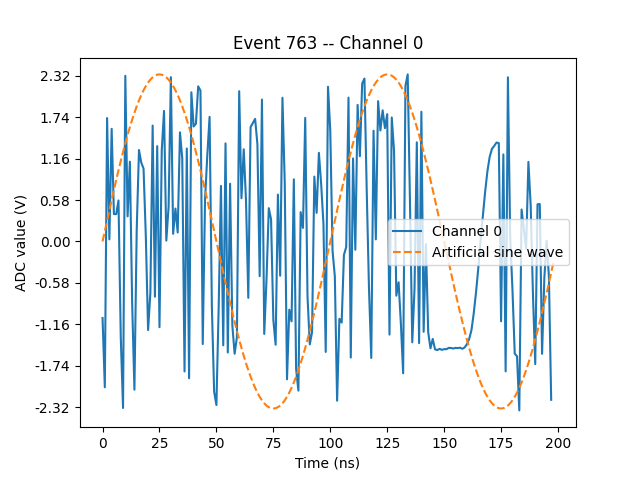 Event 763 -- Channel 0
ADC value (V)
2.32
1.74
1.16
0.58
0.00
-0.58
-1.16
-1.74
-2.32
Channel 0
Artificial sine wave
0 25 50 75 100 125 150 175 200
Time (ns)